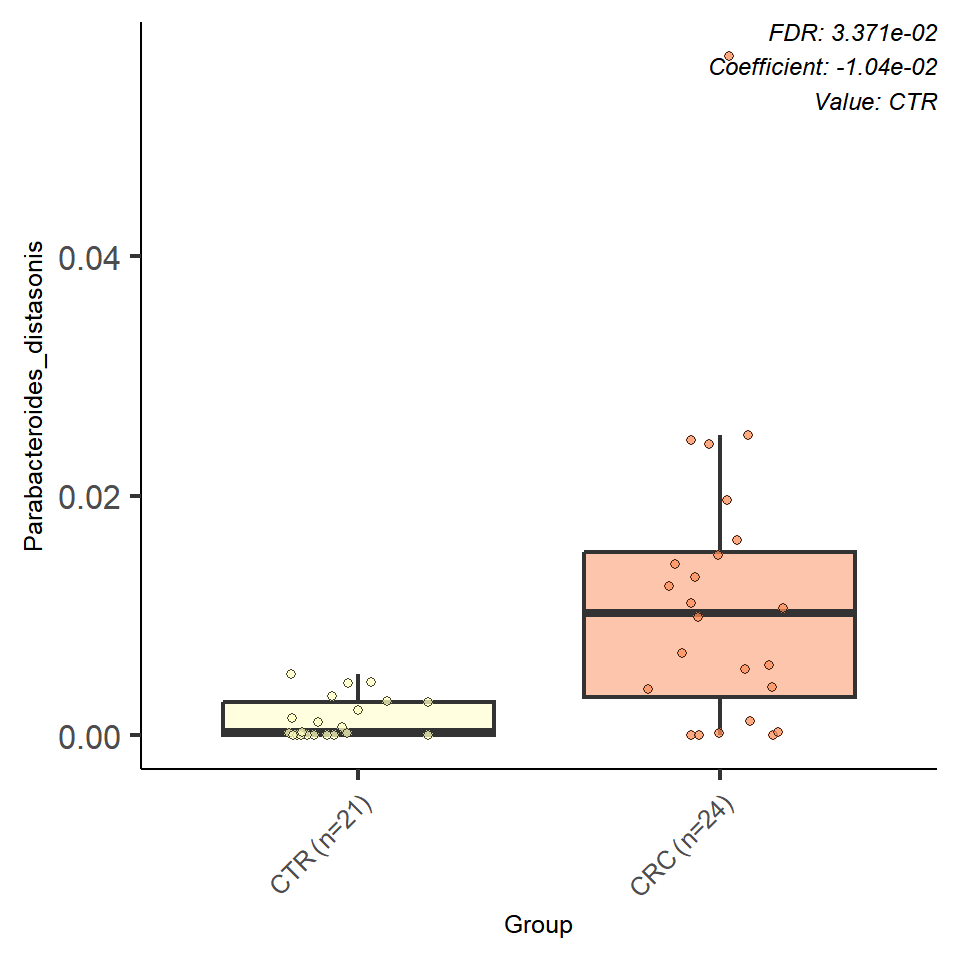 FDR: 3.371e-02
Coefficient: -1.04e-02
Value: CTR
Parabacteroides_distasonis
0.04
0.02
0.00
CTR (n=21)
CRC (n=24)
Group